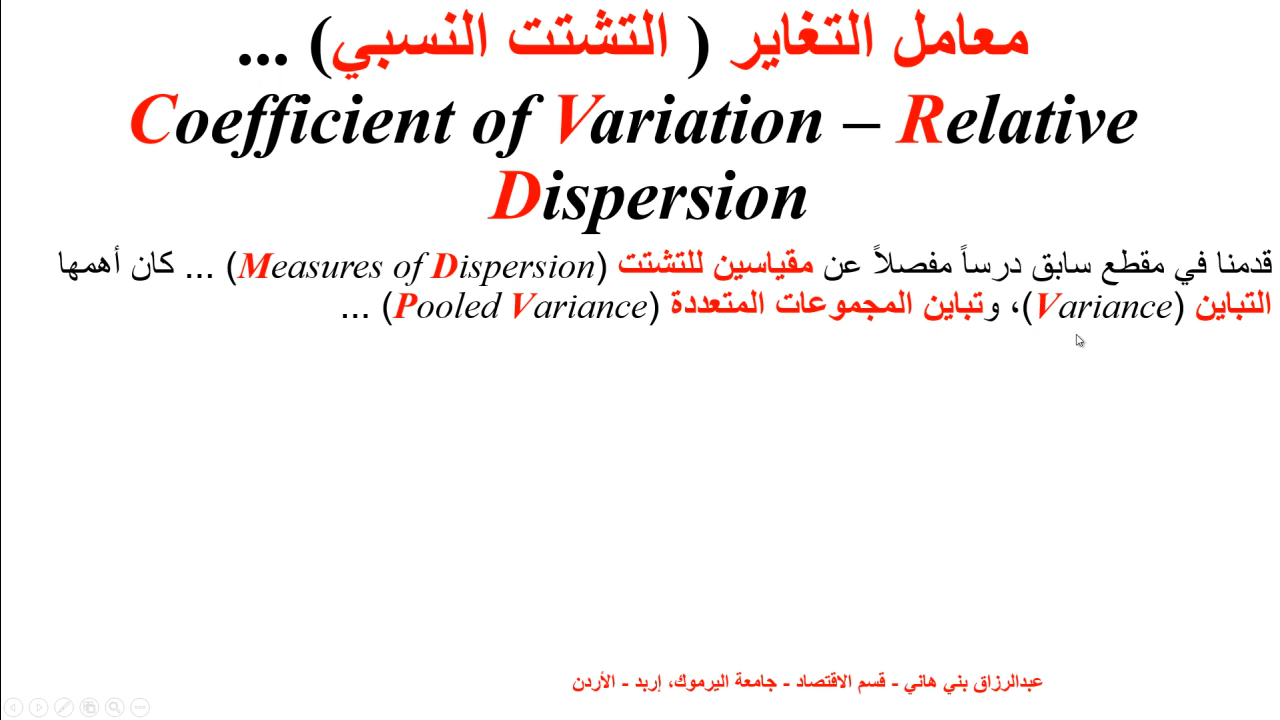 معامل التغاير ( التشتت النسبي) ...
Coefficient of Variation – Relative
Dispersion
قدمنا في مقطع سابق درساً مفصلاً عن مقياسين للتشتت (Measures of Dispersion) ... كان أهمها
التباين (Variance)، وتباين المجموعات المتعددة (Pooled Variance) ...
عبدالرزاق بني هاني - قسم الاقتصاد - جامعة اليرموك، إربد - الأردن